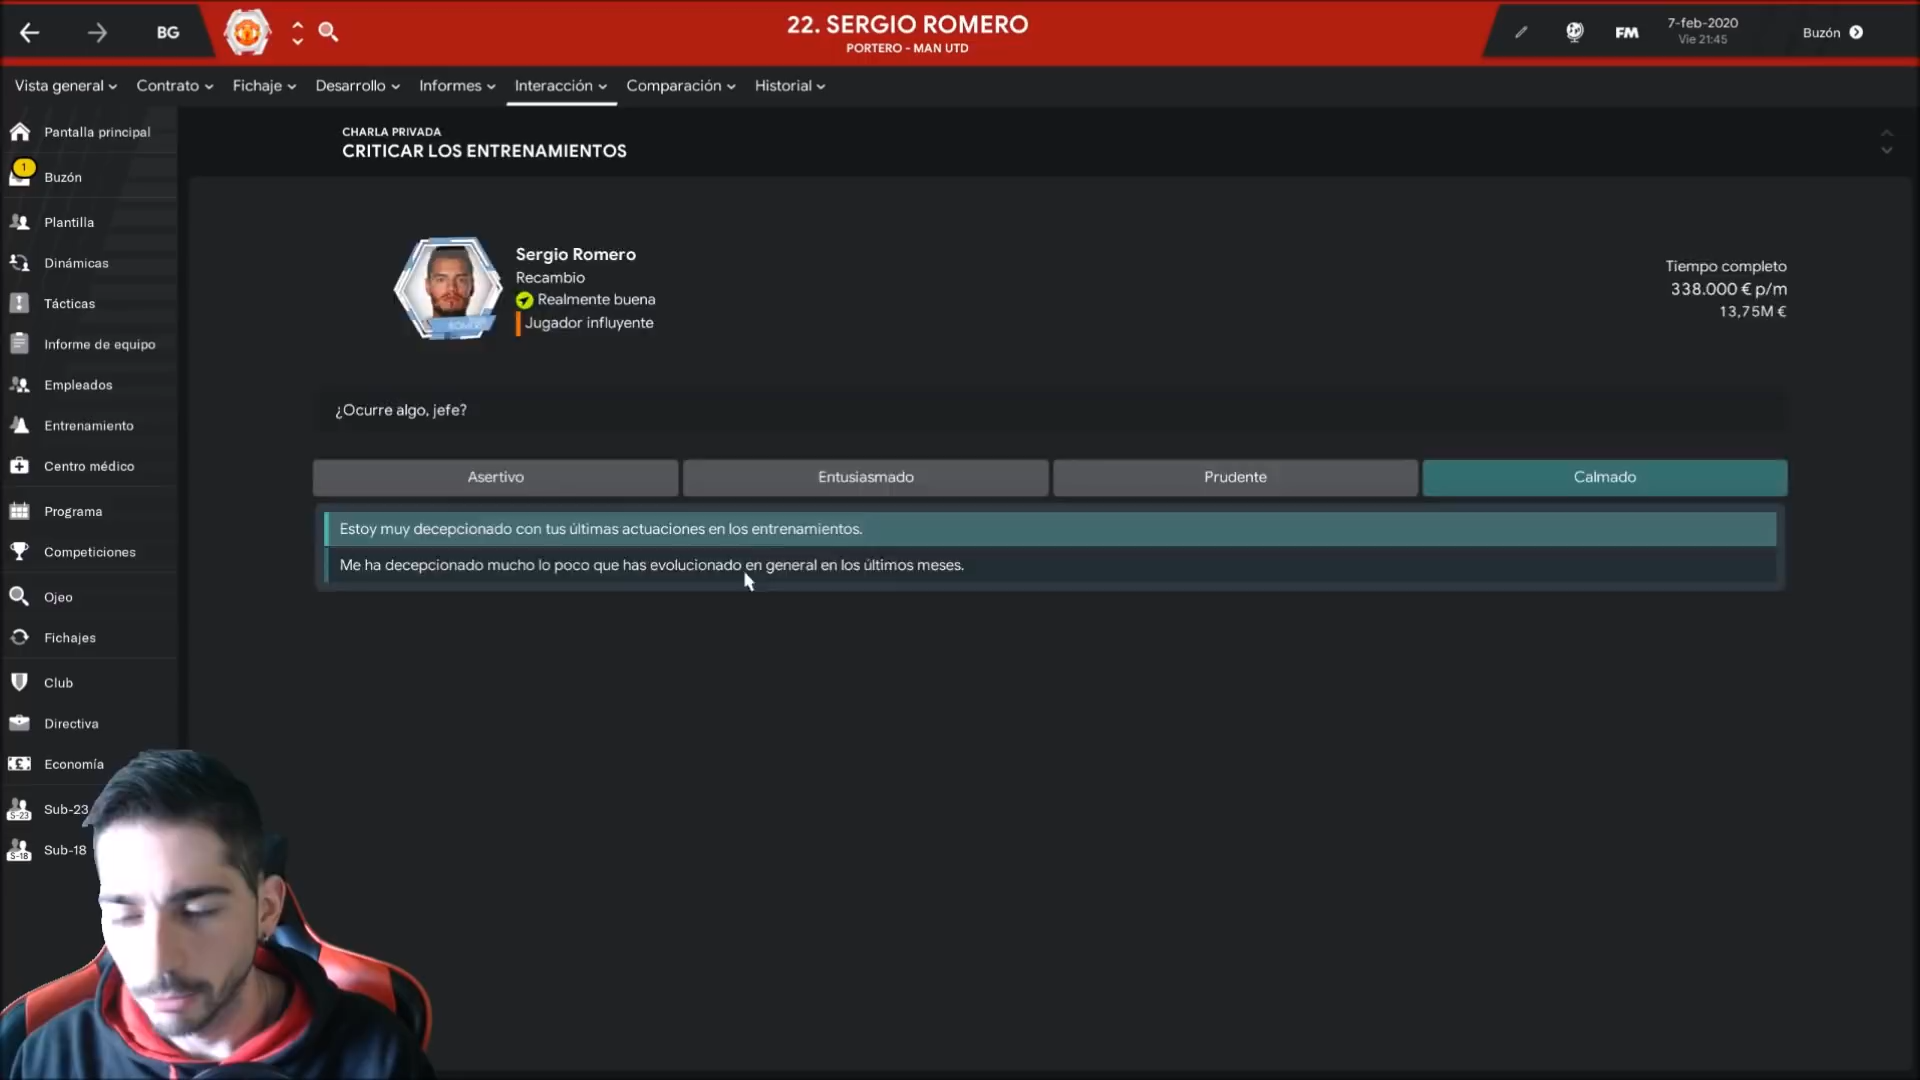 BG
22. SERGIO ROMERO
PORTERO - MAN UTD
FM
7-feb-2020
Vie 21:45
Buzón
Vista general
Contrato
Fichaje
Desarrollo
Informes
Interacción
Comparación
Historial
Pantalla principal
1
Buzón
Plantilla
Dinámicas
Tácticas
Informe de equipo
Empleados
Entrenamiento
Centro médico
Programa
Competiciones
Ojeo
Fichajes
Club
Directiva
Economía
S-23
Sub-23
S-18
Sub-18
CHARLA PRIVADA
CRITICAR LOS ENTRENAMIENTOS
Sergio Romero
Recambio
Realmente buena
Jugador influyente
Tiempo completo
338.000 € p/m
13,75M €
¿Ocurre algo, jefe?
Asertivo
Entusiasmado
Prudente
Calmado
Estoy muy decepcionado con tus últimas actuaciones en los entrenamientos.
Me ha decepcionado mucho lo poco que has evolucionado en general en los últimos meses.